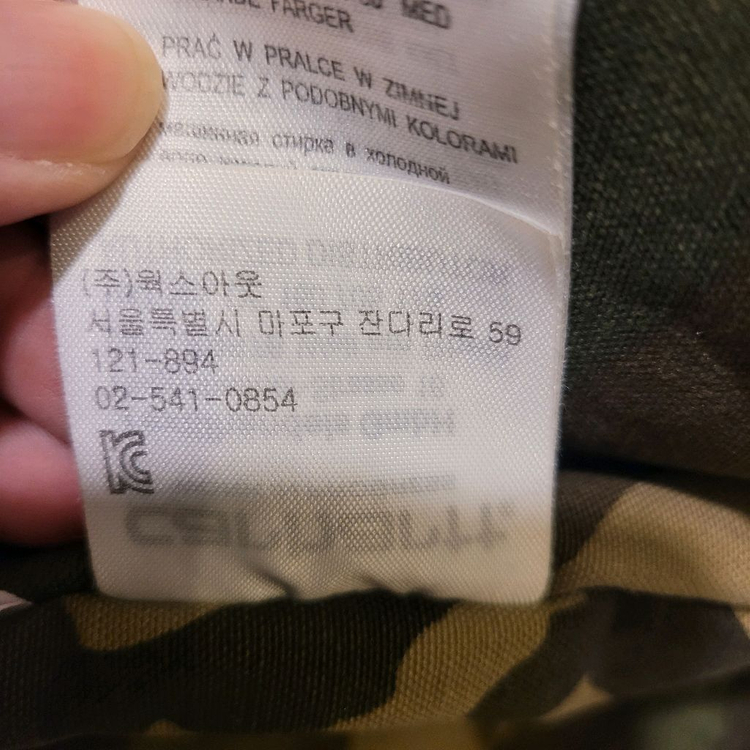 MED
FARGER
PRAĆ W PRALCE W ZIMNEJ
WODZIE Z PODOBNYMI KOLORAMI
машинная стирка в холодной
(주)웍스아웃
서울특별시 마포구 잔다리로 59
121-894
02-541-0854